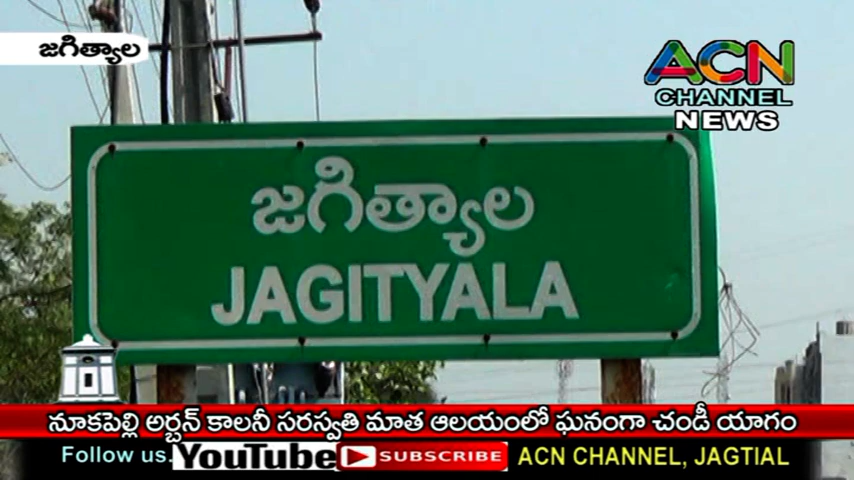 జగిత్యాల
ACN
CHANNEL
NEWS
జగిత్యాల
JAGITYALA
నూకపెల్లి అర్బన్ కాలనీ సరస్వతి మాత ఆలయంలో ఘనంగా చండీ యాగం
Follow us. YouTube SUBSCRIBE ACN CHANNEL, JAGTIAL